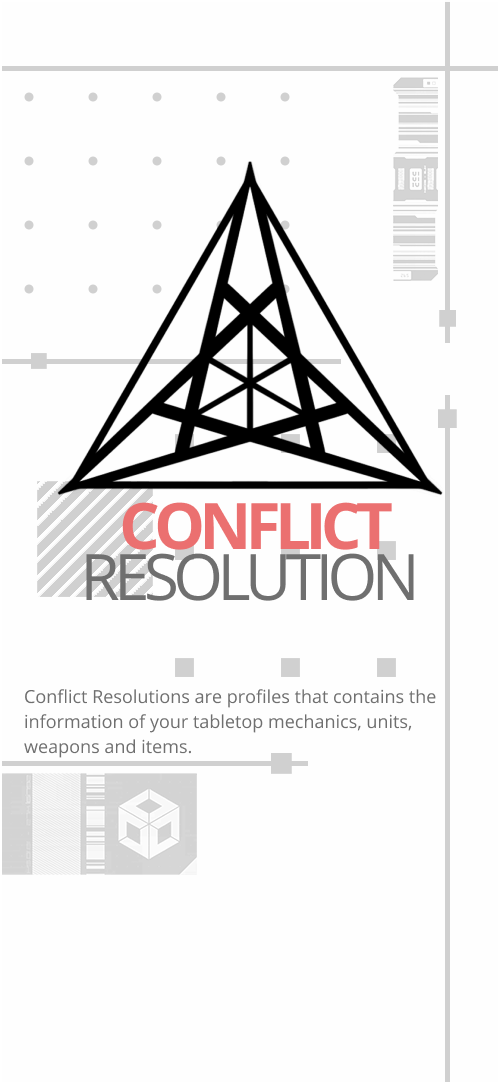 CONFLICT
RESOLUTION
Conflict Resolutions are profiles that contains the
information of your tabletop mechanics, units,
weapons and items.